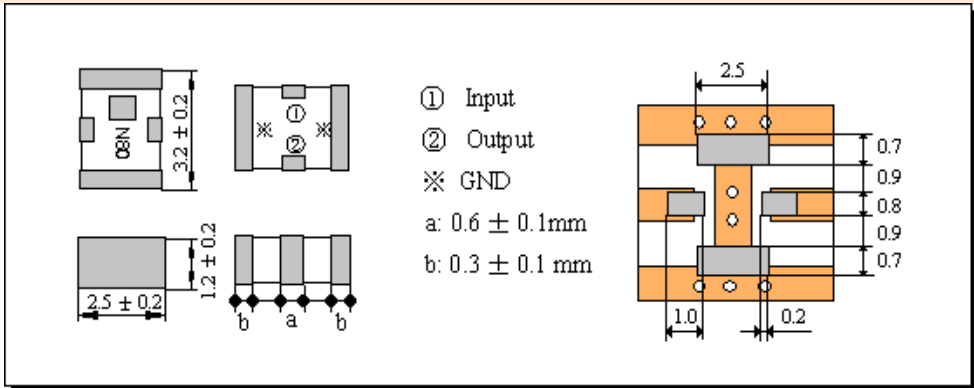 N80
3.2 ± 0.2
※ ① ※
②
2.5 ± 0.2
1.2 ± 0.2
b a b
① Input
② Output
※ GND
a: 0.6 ± 0.1mm
b: 0.3 ± 0.1 mm
2.5
0.7
0.9
0.8
0.9
0.7
1.0
0.2